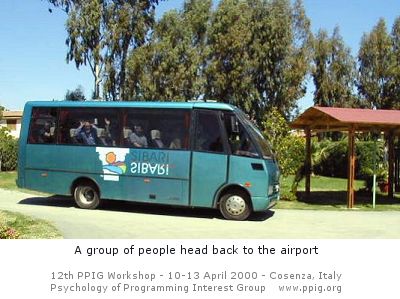 SIBARI
SIBARI
A group of people head back to the airport
12th PPIG Workshop - 10-13 April 2000 - Cosenza, Italy
Psychology of Programming Interest Group www.ppig.org